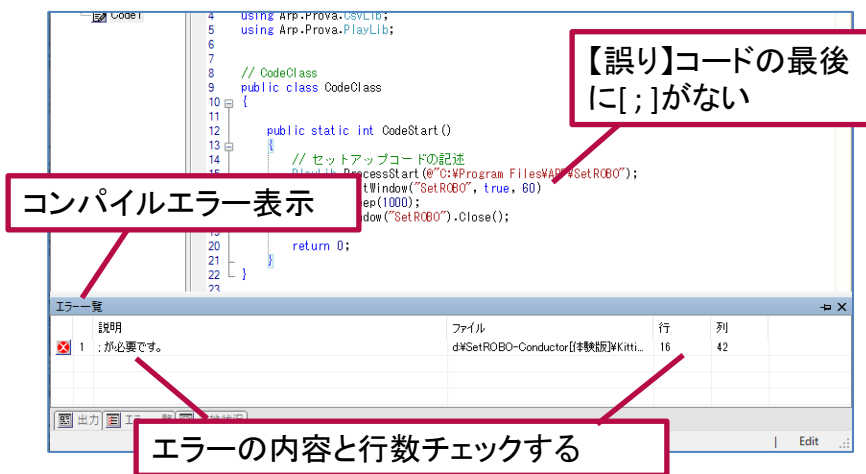 Code1
4 using Arp.Prova.CsvLib;
5 using Arp.Prova.PlayLib;
6
7
8 // CodeClass
9 public class CodeClass
10 {
11
12 public static int CodeStart()
13 {
14 // セットアップコードの記述
15 PlayLib.ProcessStart(@"C:¥Program Files¥ARP¥SetROBO");
tWindow("SetROBO", true, 60)
eep(1000);
ndow("SetROBO").Close();
20 return 0;
21 }
22 }
23
【誤り】コードの最後
に[ ; ]がない
コンパイルエラー表示
エラー一覧
説明 ファイル 行 列
1 ; が必要です。 d:¥SetROBO-Conductor[(体験版]¥Kitti... 16 42
出力
エラーの内容と行数チェックする
Edit